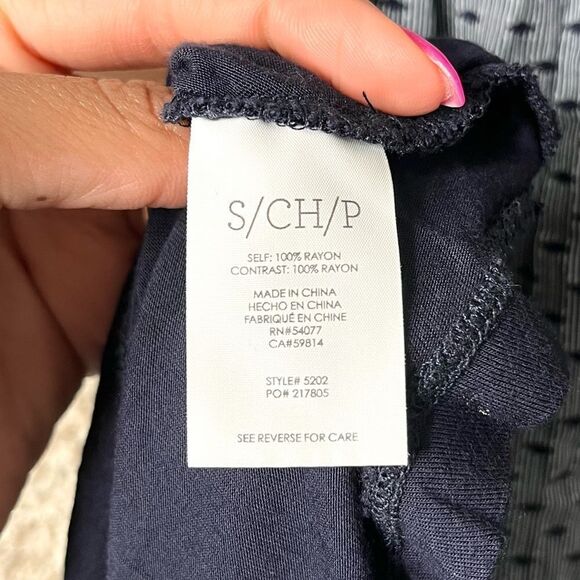 S/CH/P
SELF: 100% RAYON
CONTRAST: 100% RAYON
MADE IN CHINA
HECHO EN CHINA
FABRIQUÉ EN CHINE
RN#54077
CA#59814
STYLE# 5202
PO# 217805
SEE REVERSE FOR CARE